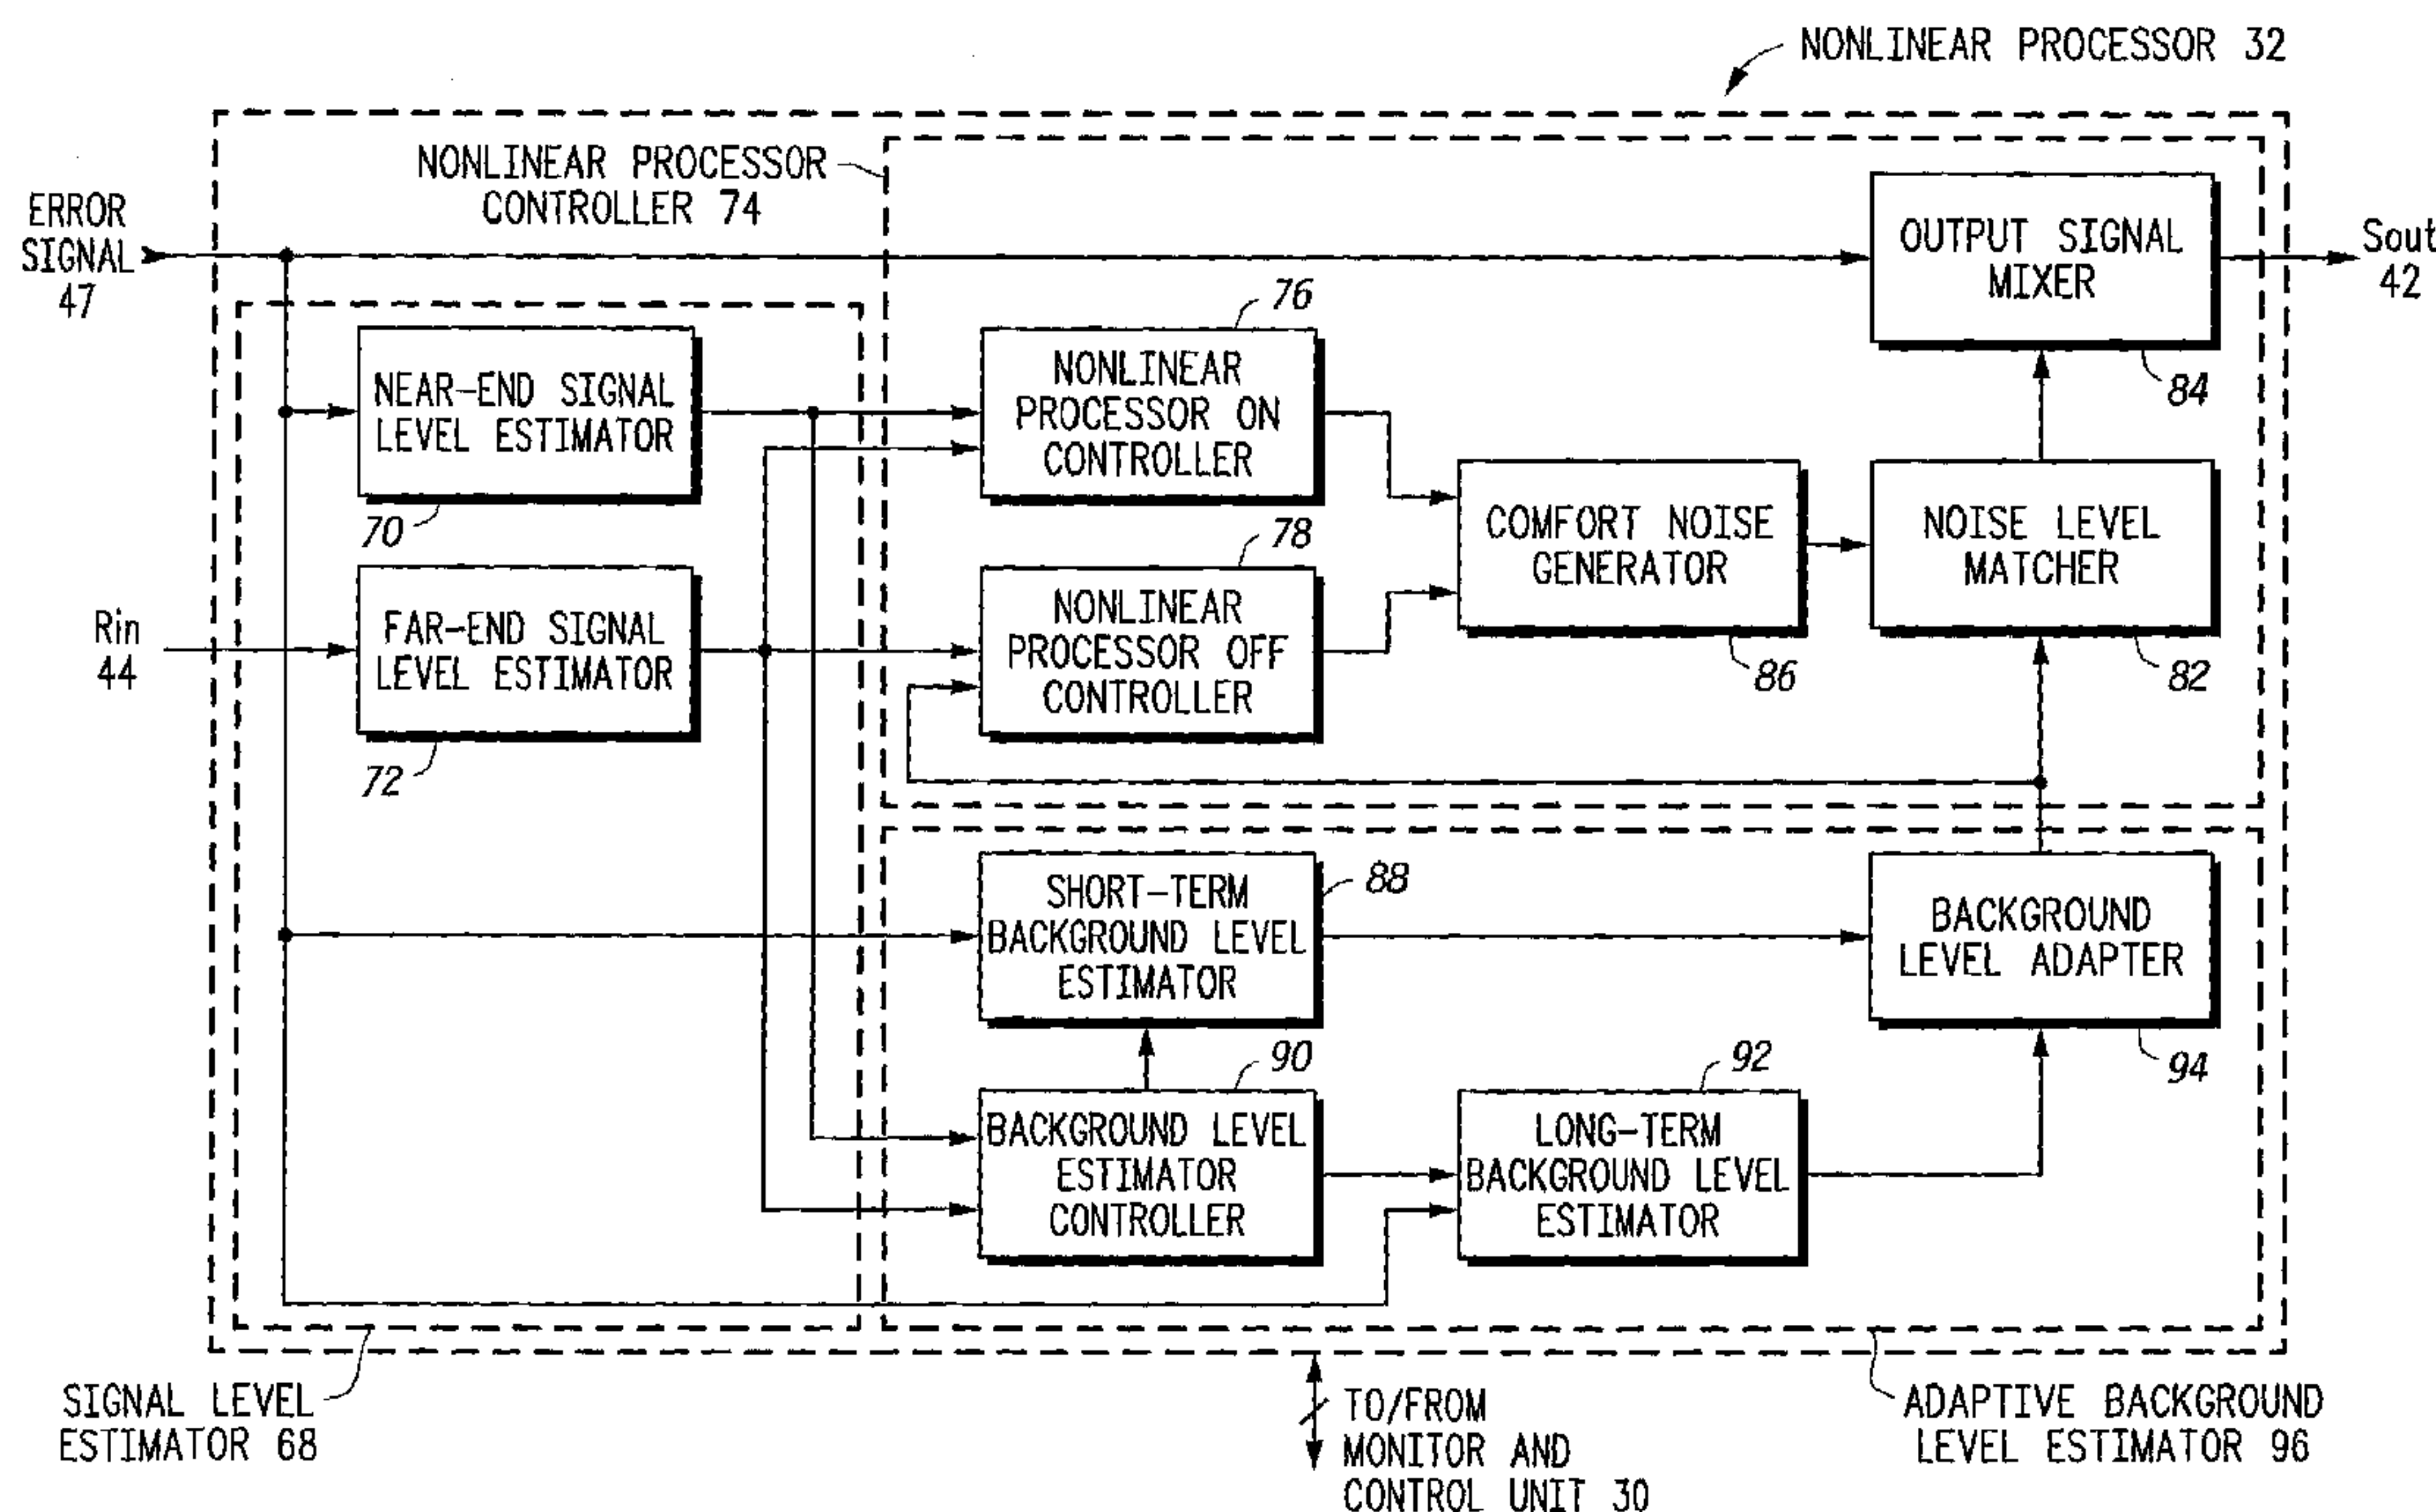 NONLINEAR PROCESSOR 32
NONLINEAR PROCESSOR
CONTROLLER 74
ERROR
SIGNAL
47
OUTPUT SIGNAL
MIXER
84
Sout
42
NEAR-END SIGNAL
LEVEL ESTIMATOR
70
76
NONLINEAR
PROCESSOR ON
CONTROLLER
COMFORT NOISE
GENERATOR
86
NOISE LEVEL
MATCHER
82
Rin
44
FAR-END SIGNAL
LEVEL ESTIMATOR
72
78
NONLINEAR
PROCESSOR OFF
CONTROLLER
SHORT-TERM
BACKGROUND LEVEL
ESTIMATOR
88
BACKGROUND
LEVEL ADAPTER
94
90
BACKGROUND LEVEL
ESTIMATOR
CONTROLLER
92
LONG-TERM
BACKGROUND LEVEL
ESTIMATOR
SIGNAL LEVEL
ESTIMATOR 68
TO/FROM
MONITOR AND
CONTROL UNIT 30
ADAPTIVE BACKGROUND
LEVEL ESTIMATOR 96